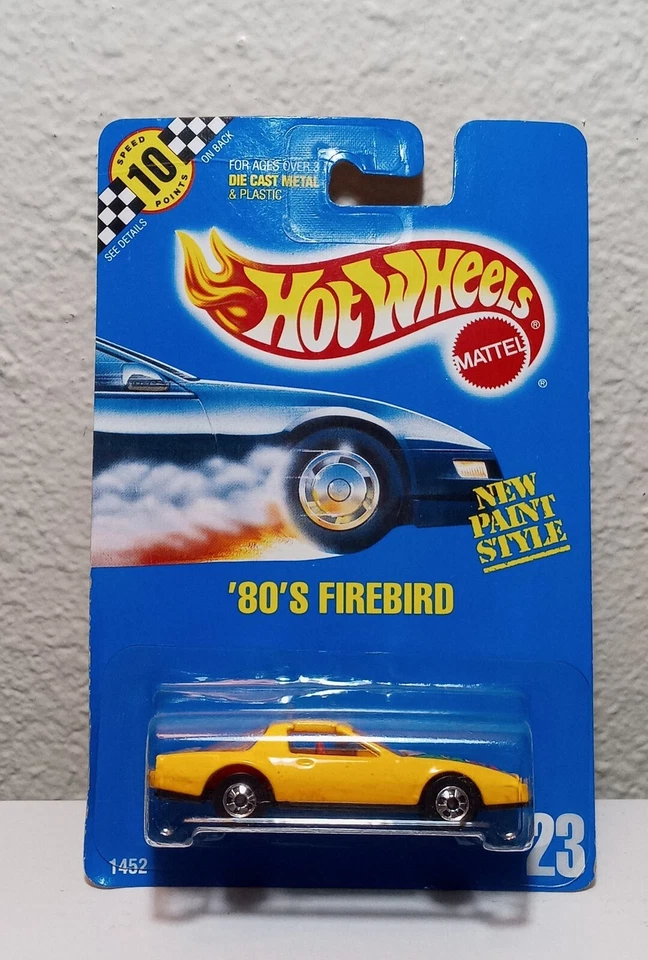 SPEED
10
POINTS
ON BACK
SEE DETAILS
FOR AGES OVER 3
DIE CAST METAL
& PLASTIC
HOT WHEELS®
MATTEL
®
NEW
PAINT
STYLE
'80'S FIREBIRD
1452
23